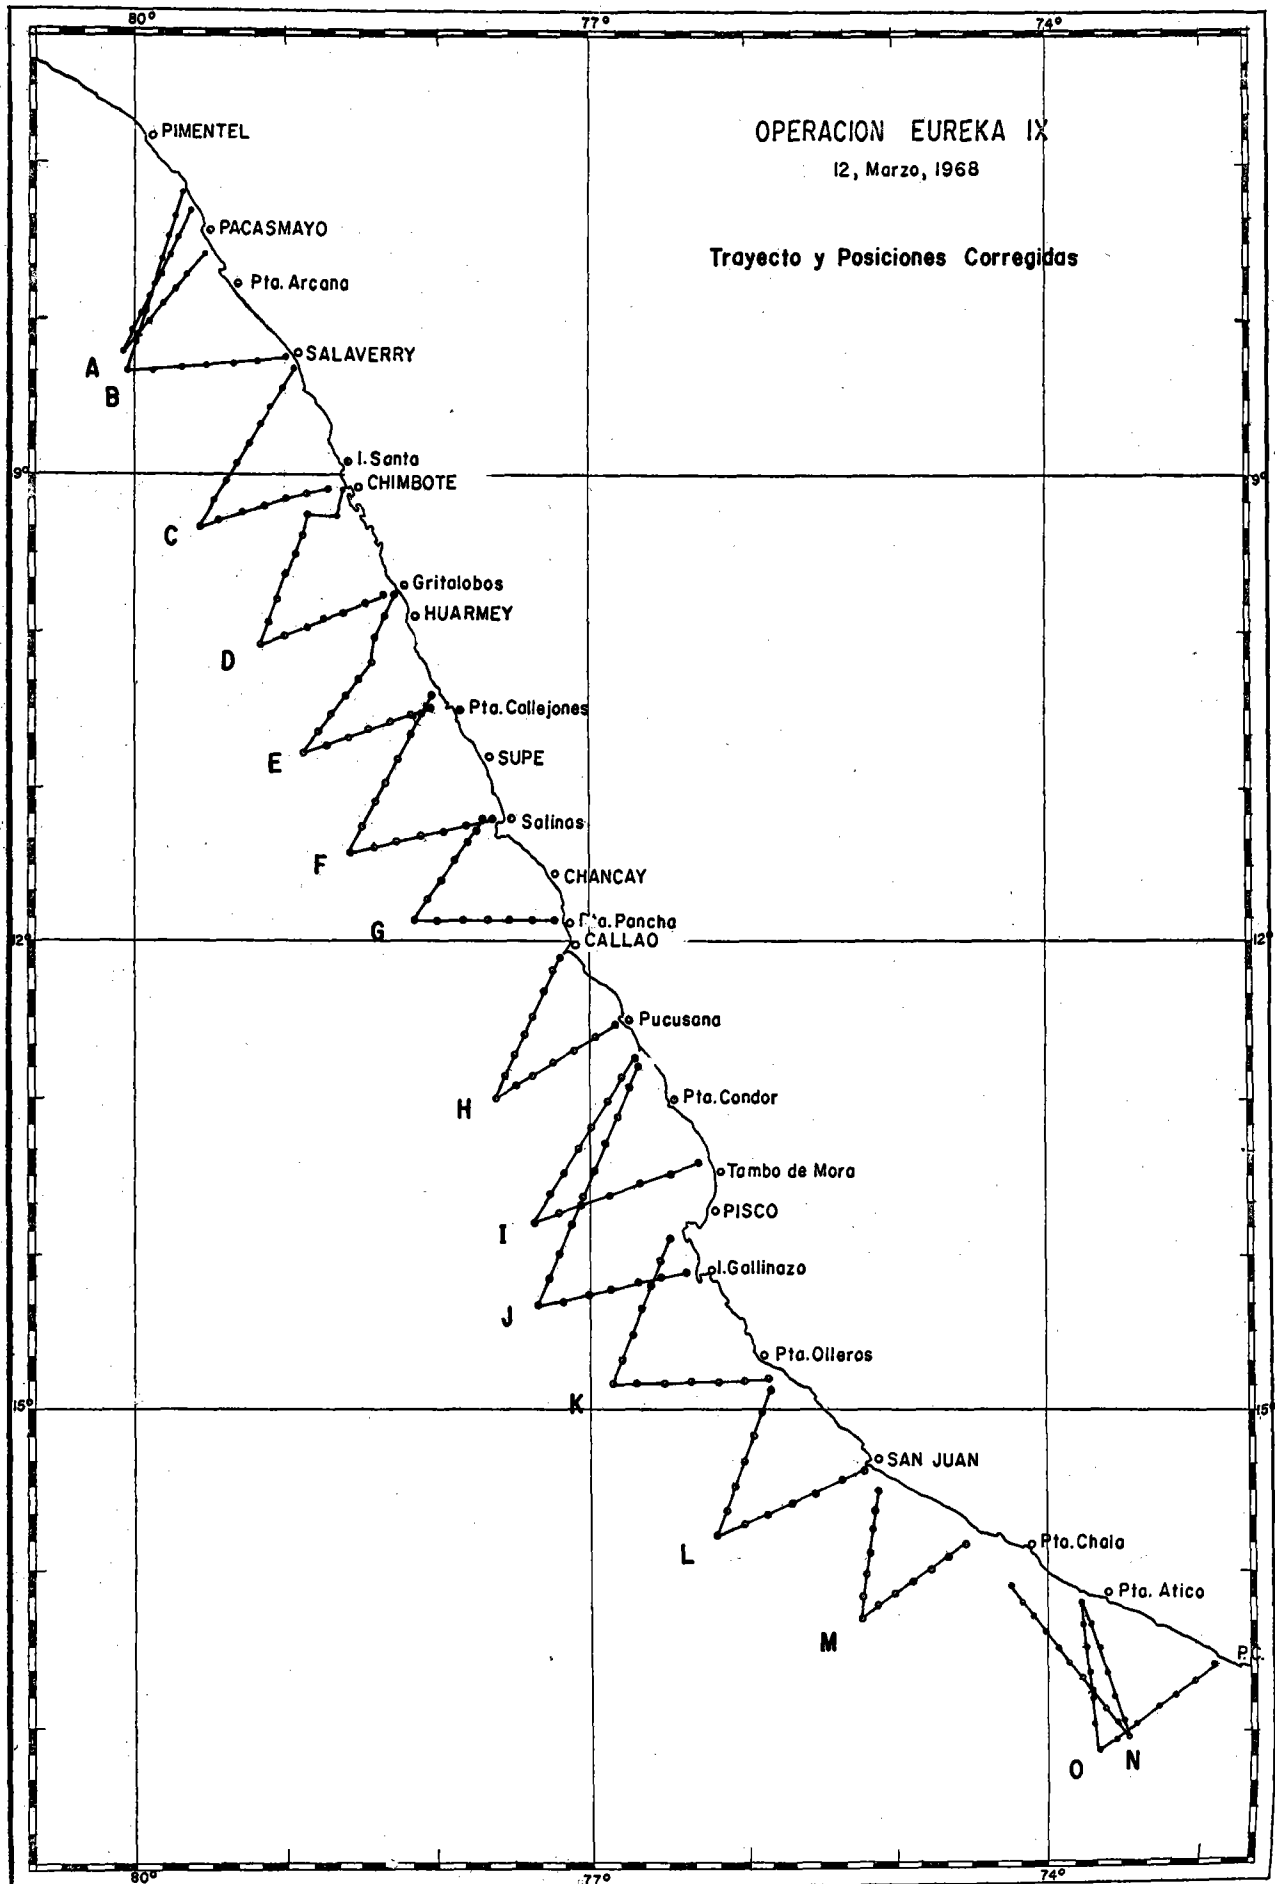 80°
77°
74°
OPERACION EUREKA IX
12, Marzo, 1968
Trayecto y Posiciones Corregidas
PIMENTEL
PACASMAYO
Pta. Arcana
SALAVERRY
A
B
I. Santa
9°
9°
CHIMBOTE
C
Gritalobos
HUARMEY
D
Pta. Callejones
SUPE
E
Salinas
F
CHANCAY
Pta. Pancha
G
12°
CALLAO
12°
Pucusana
Pta. Condor
H
Tambo de Mora
PISCO
I
I. Gallinazo
J
Pta. Olleros
K
15°
15°
SAN JUAN
Pta. Chala
L
Pta. Atico
M
P.C.
O
N
80°
77°
74°